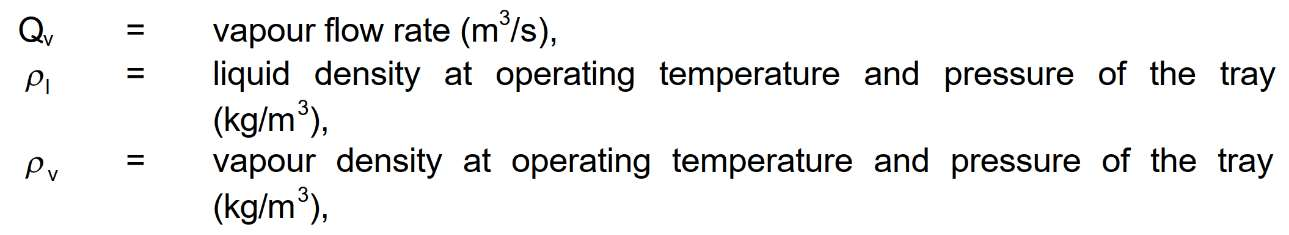 Qv = vapour flow rate (m³/s),
ρl = liquid density at operating temperature and pressure of the tray
(kg/m³),
ρv = vapour density at operating temperature and pressure of the tray
(kg/m³),